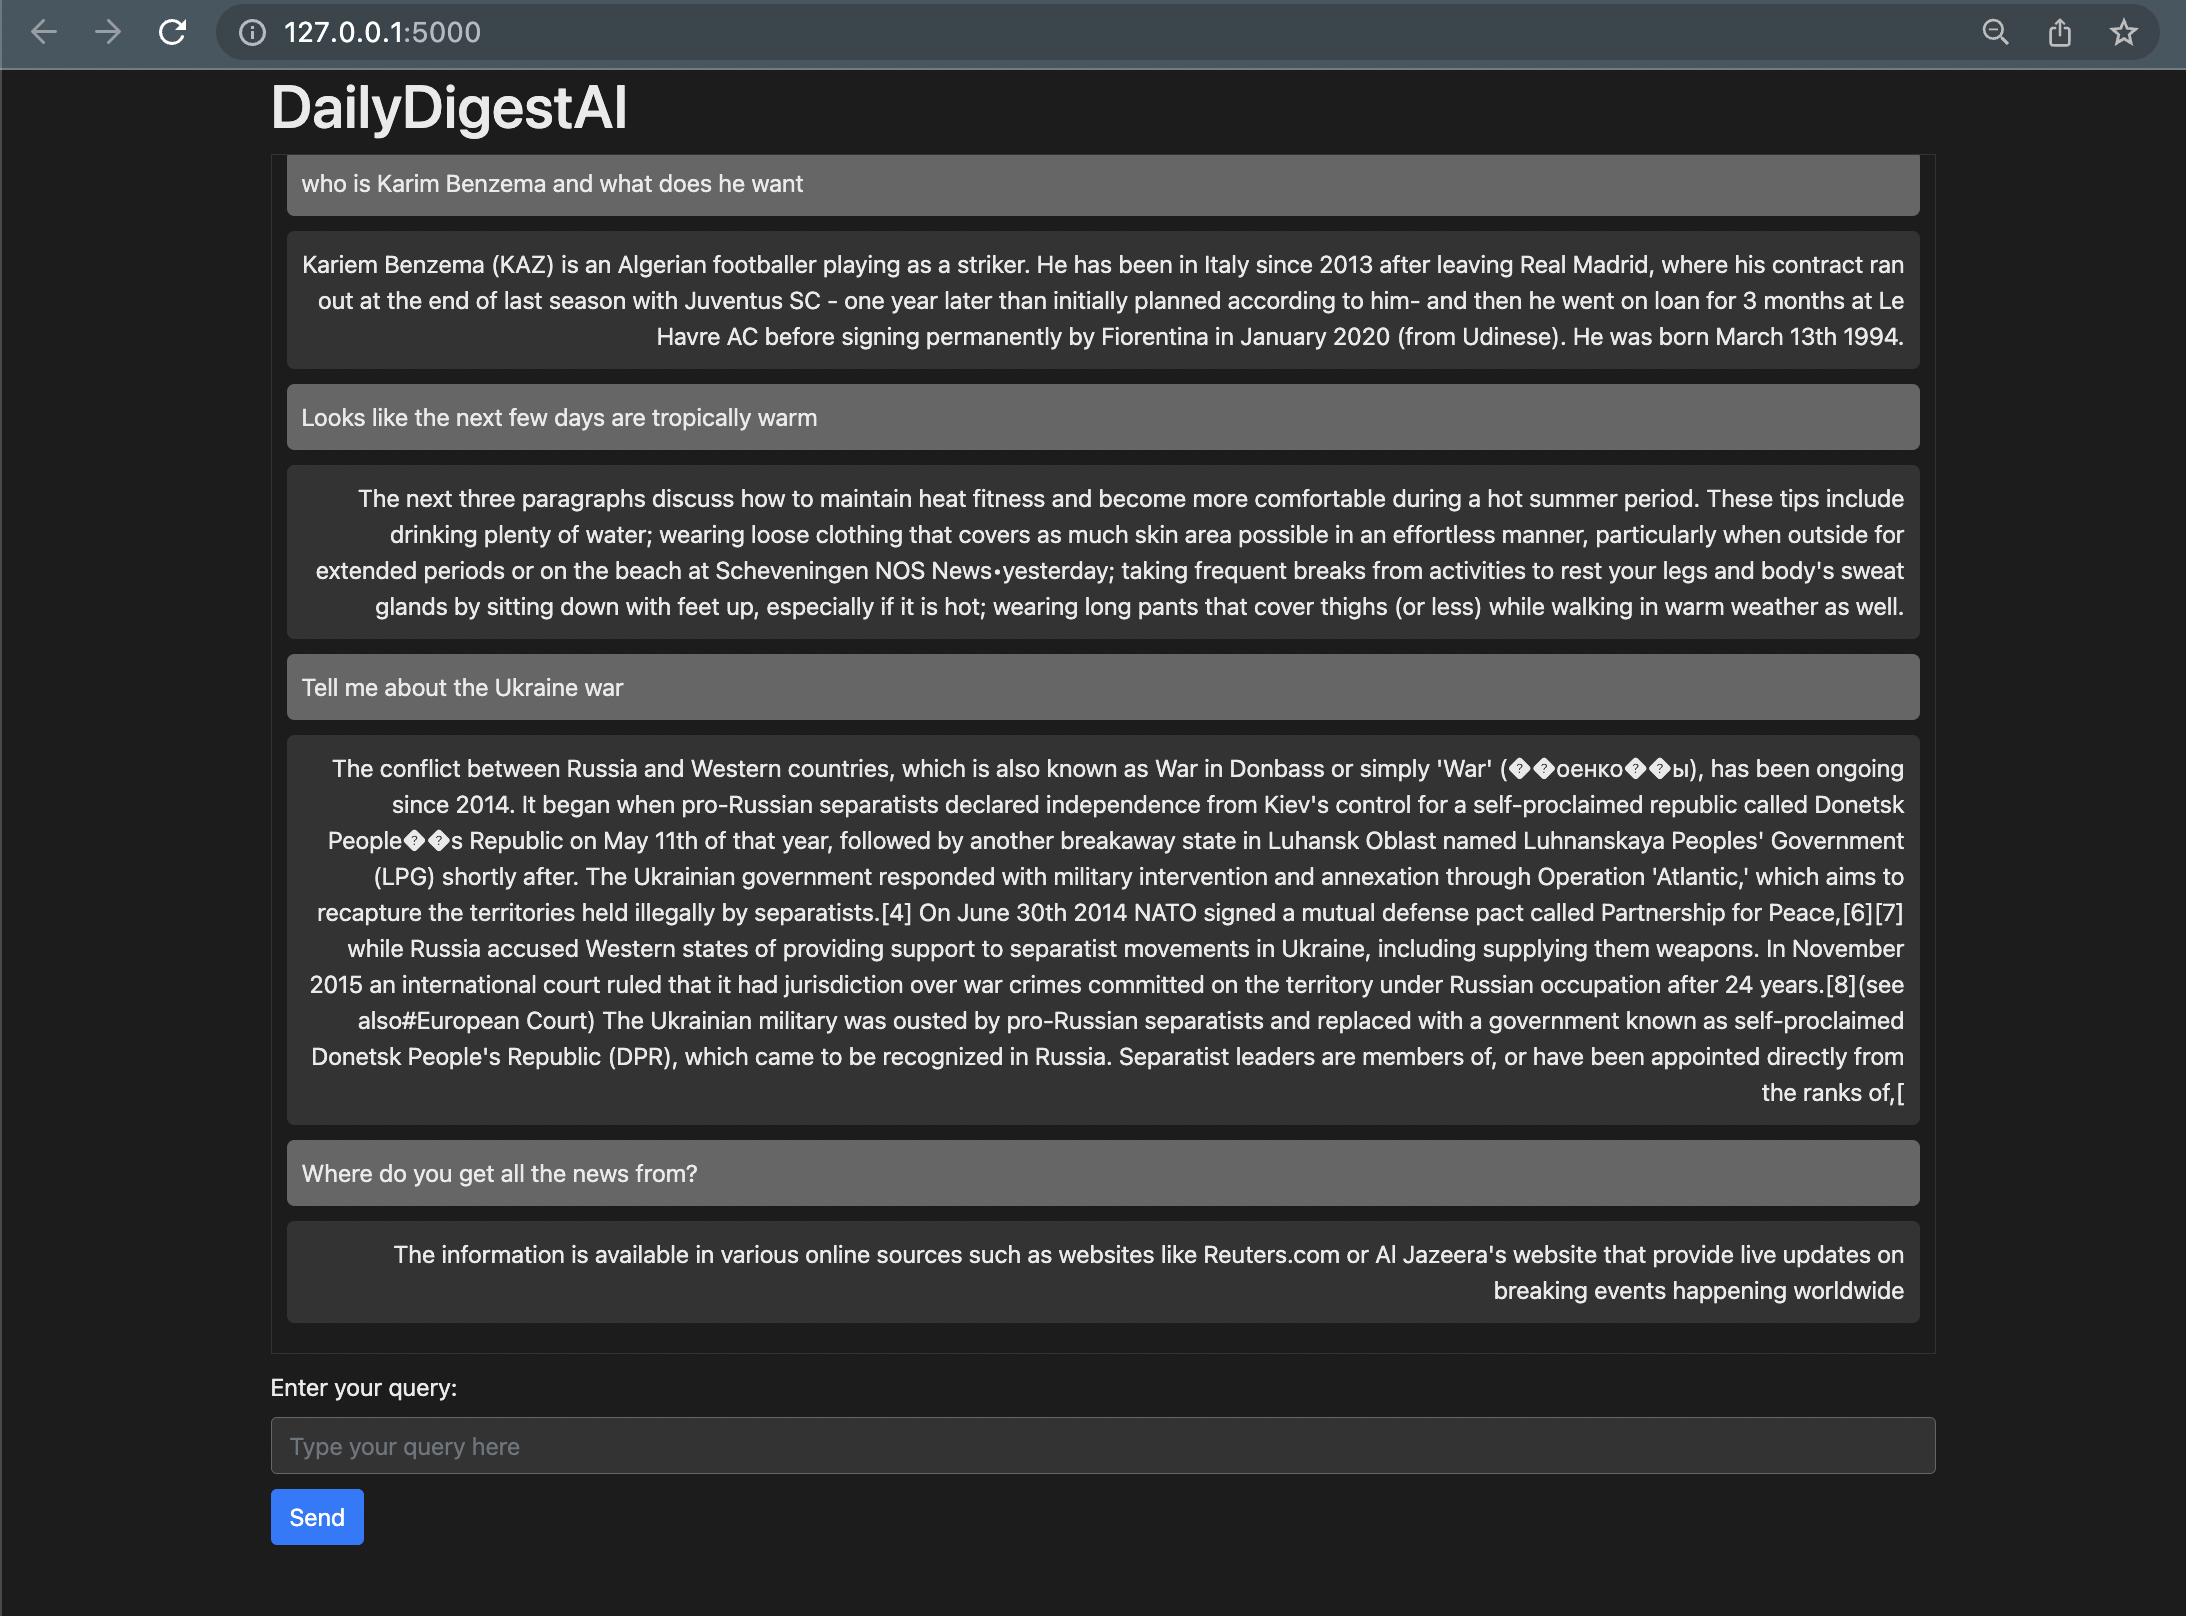 127.0.0.1:5000
DailyDigestAI
who is Karim Benzema and what does he want
Kariem Benzema (KAZ) is an Algerian footballer playing as a striker. He has been in Italy since 2013 after leaving Real Madrid, where his contract ran
out at the end of last season with Juventus SC - one year later than initially planned according to him- and then he went on loan for 3 months at Le
Havre AC before signing permanently by Fiorentina in January 2020 (from Udinese). He was born March 13th 1994.
Looks like the next few days are tropically warm
The next three paragraphs discuss how to maintain heat fitness and become more comfortable during a hot summer period. These tips include
drinking plenty of water; wearing loose clothing that covers as much skin area possible in an effortless manner, particularly when outside for
extended periods or on the beach at Scheveningen NOS News•yesterday; taking frequent breaks from activities to rest your legs and body's sweat
glands by sitting down with feet up, especially if it is hot; wearing long pants that cover thighs (or less) while walking in warm weather as well.
Tell me about the Ukraine war
The conflict between Russia and Western countries, which is also known as War in Donbass or simply 'War' (��оенко��ы), has been ongoing
since 2014. It began when pro-Russian separatists declared independence from Kiev's control for a self-proclaimed republic called Donetsk
People��s Republic on May 11th of that year, followed by another breakaway state in Luhansk Oblast named Luhnanskaya Peoples' Government
(LPG) shortly after. The Ukrainian government responded with military intervention and annexation through Operation 'Atlantic,' which aims to
recapture the territories held illegally by separatists.[4] On June 30th 2014 NATO signed a mutual defense pact called Partnership for Peace,[6][7]
while Russia accused Western states of providing support to separatist movements in Ukraine, including supplying them weapons. In November
2015 an international court ruled that it had jurisdiction over war crimes committed on the territory under Russian occupation after 24 years.[8](see
also#European Court) The Ukrainian military was ousted by pro-Russian separatists and replaced with a government known as self-proclaimed
Donetsk People's Republic (DPR), which came to be recognized in Russia. Separatist leaders are members of, or have been appointed directly from
the ranks of,[
Where do you get all the news from?
The information is available in various online sources such as websites like Reuters.com or Al Jazeera's website that provide live updates on
breaking events happening worldwide
Enter your query:
Type your query here
Send